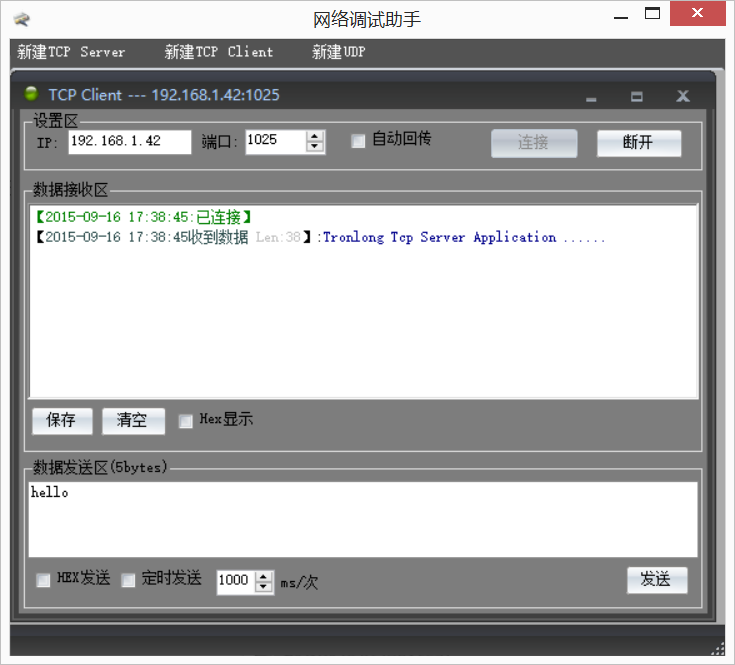 网络调试助手
新建TCP Server 新建TCP Client 新建UDP
TCP Client --- 192.168.1.42:1025
设置区
IP: 192.168.1.42 端口: 1025 自动回传 连接 断开
数据接收区
【2015-09-16 17:38:45:已连接】
【2015-09-16 17:38:45收到数据 Len:38】:Tronlong Tcp Server Application ......
保存 清空 Hex显示
数据发送区(5bytes)
hello
HEX发送 定时发送 1000 ms/次 发送